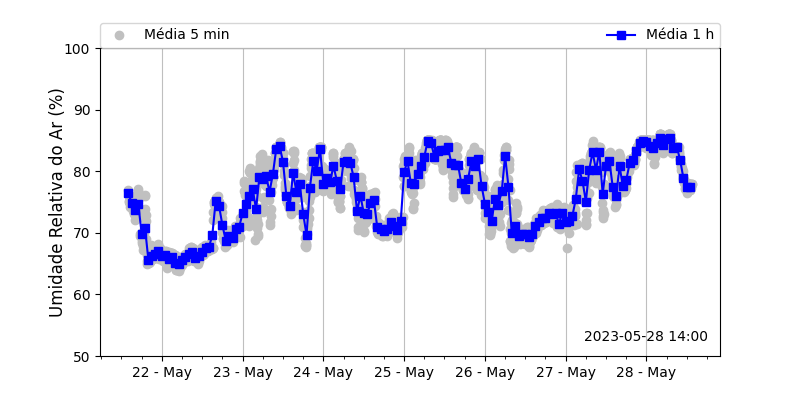 Média 5 min Média 1 h
Umidade Relativa do Ar (%)
100
90
80
70
60
50
2023-05-28 14:00
22 - May 23 - May 24 - May 25 - May 26 - May 27 - May 28 - May